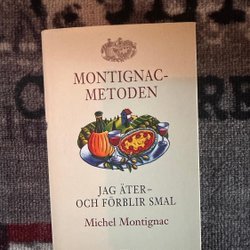 MONTIGNAC-
METODEN
JAG ÄTER –
OCH FÖRBLIR SMAL
Michel Montignac